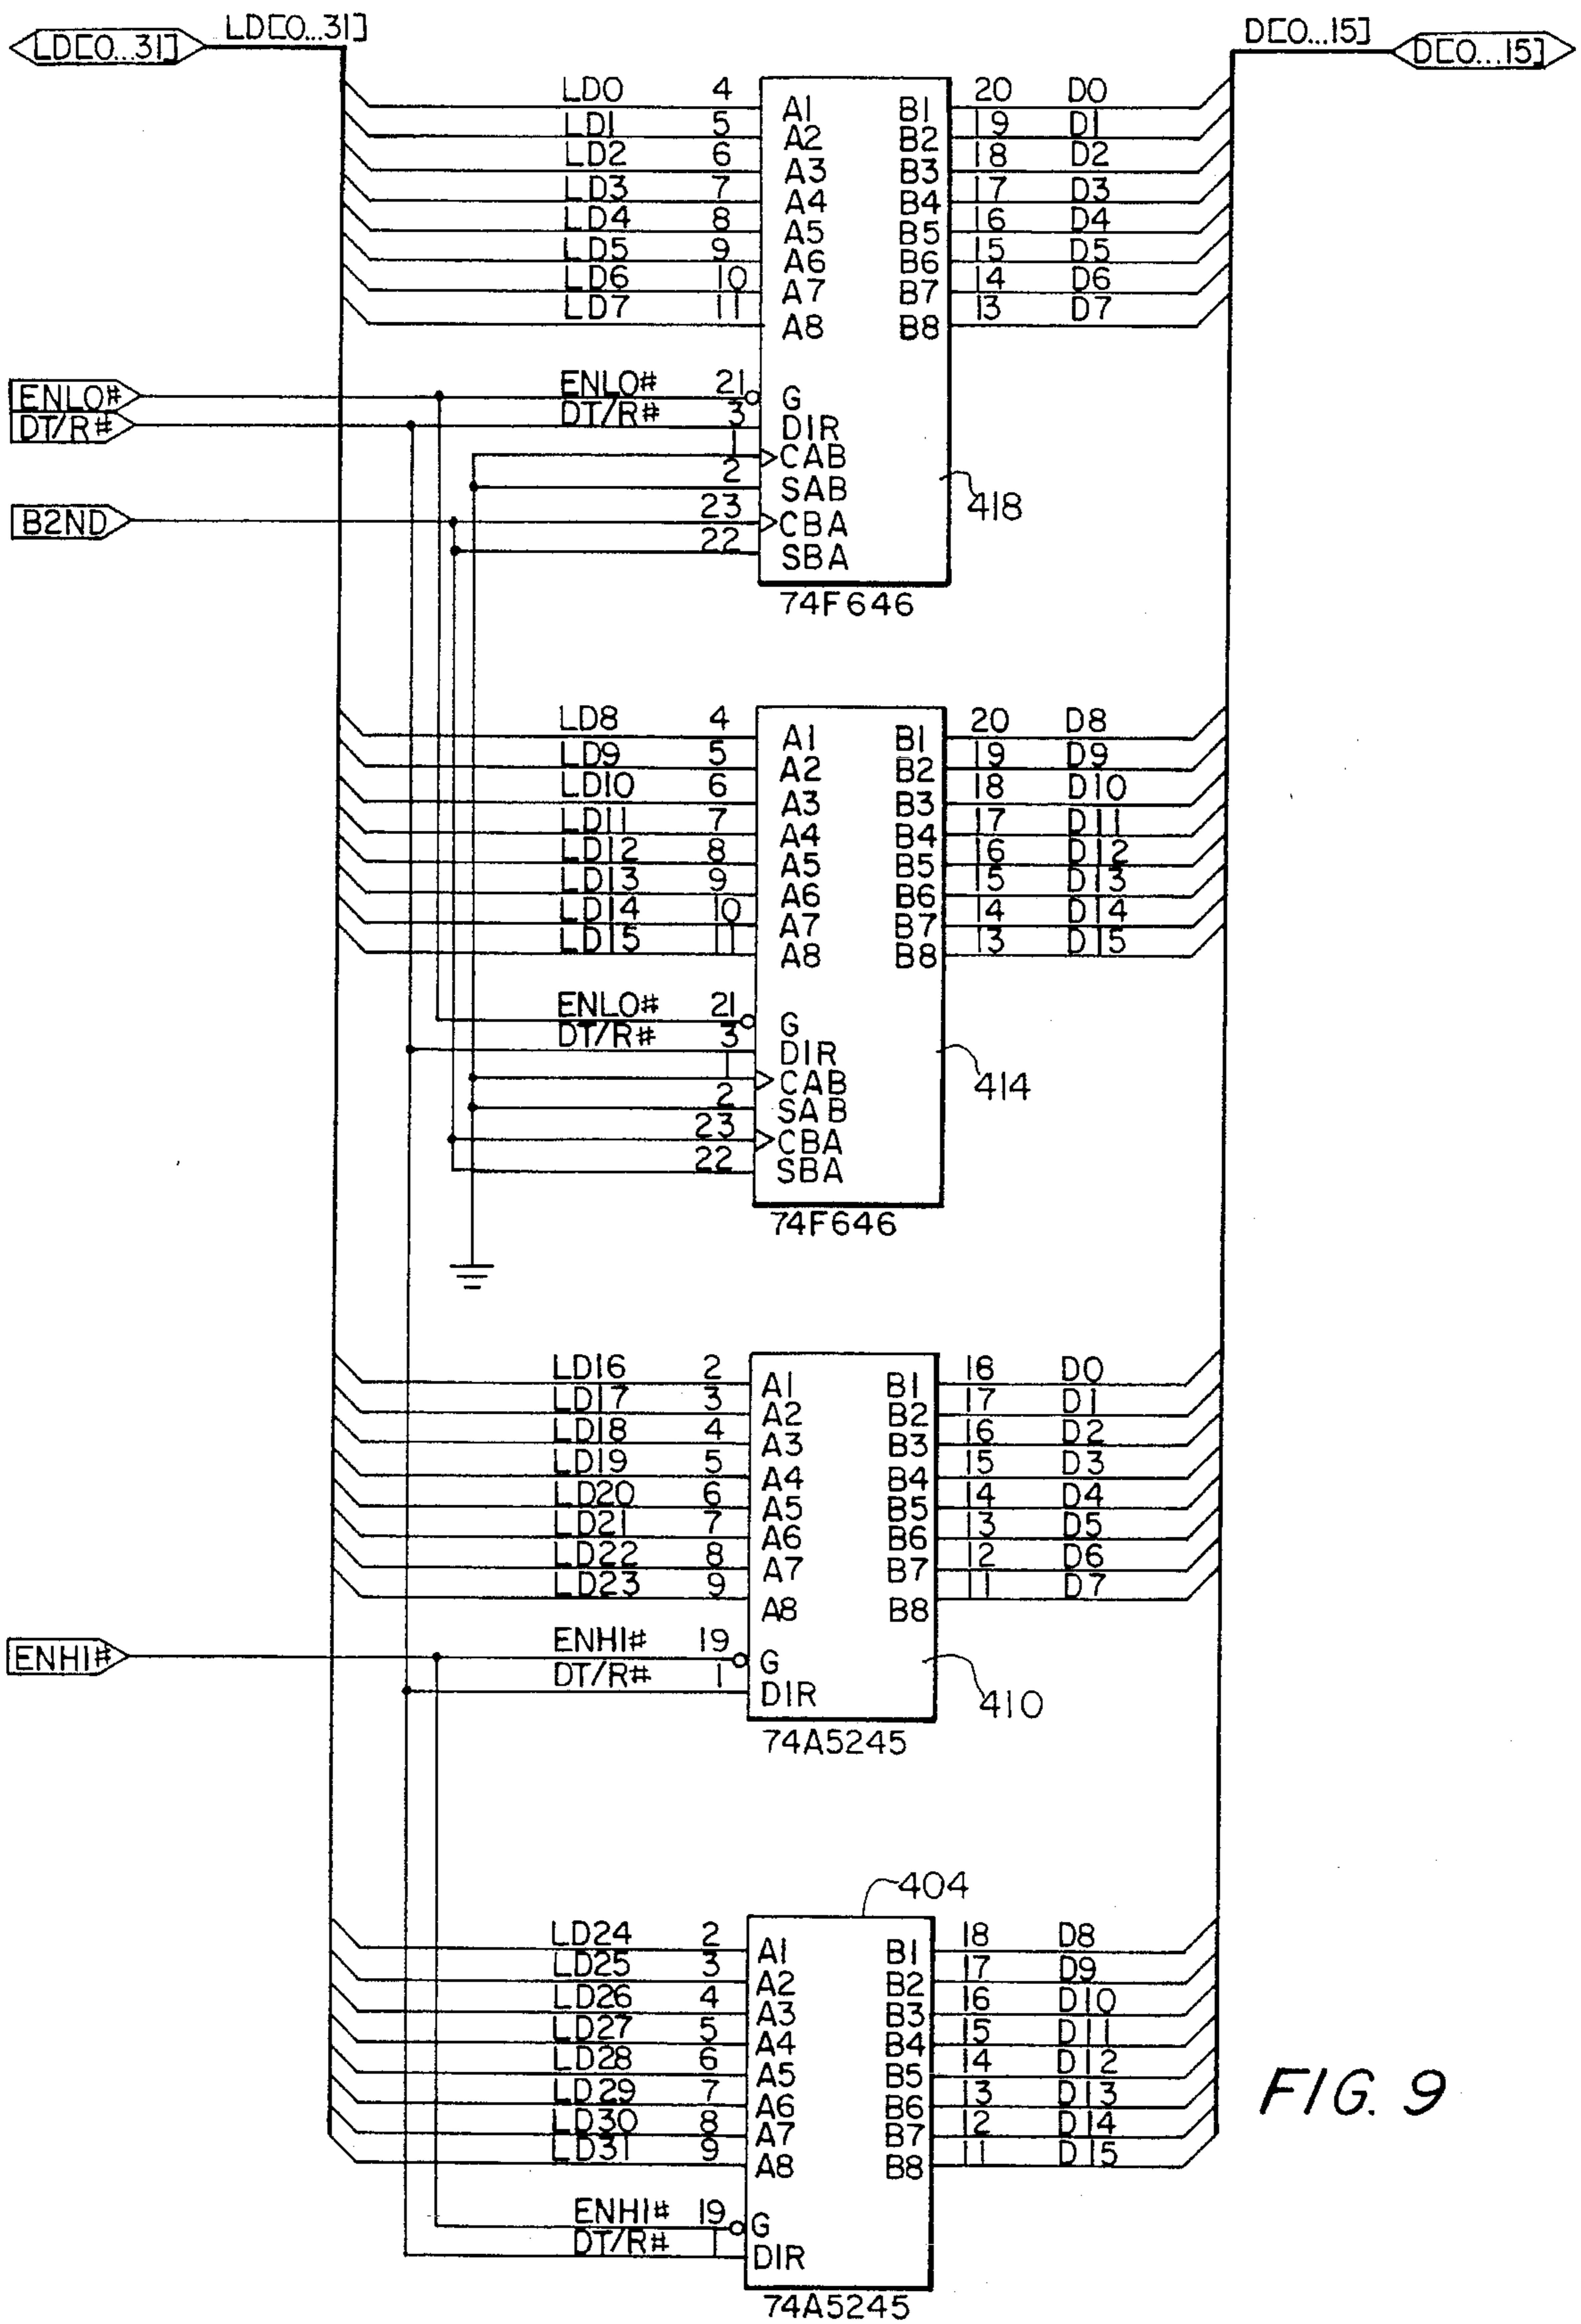 LD[0...31] LD[0...31] D[0...15] D[0...15]
LD0 4 A1 B1 20 D0
LD1 5 A2 B2 19 D1
LD2 6 A3 B3 18 D2
LD3 7 A4 B4 17 D3
LD4 8 A5 B5 16 D4
LD5 9 A6 B6 15 D5
LD6 10 A7 B7 14 D6
LD7 11 A8 B8 13 D7
ENLO# ENLO# 21 G
DT/R# DT/R# 3 DIR
1 CAB
2 SAB 418
B2ND 23 CBA
22 SBA
74F646
LD8 4 A1 B1 20 D8
LD9 5 A2 B2 19 D9
LD10 6 A3 B3 18 D10
LD11 7 A4 B4 17 D11
LD12 8 A5 B5 16 D12
LD13 9 A6 B6 15 D13
LD14 10 A7 B7 14 D14
LD15 11 A8 B8 13 D15
ENLO# 21 G
DT/R# 3 DIR
1 CAB 414
2 SAB
23 CBA
22 SBA
74F646
LD16 2 A1 B1 18 D0
LD17 3 A2 B2 17 D1
LD18 4 A3 B3 16 D2
LD19 5 A4 B4 15 D3
LD20 6 A5 B5 14 D4
LD21 7 A6 B6 13 D5
LD22 8 A7 B7 12 D6
LD23 9 A8 B8 11 D7
ENHI# ENHI# 19 G
DT/R# 1 DIR 410
74A5245
404
LD24 2 A1 B1 18 D8
LD25 3 A2 B2 17 D9
LD26 4 A3 B3 16 D10
LD27 5 A4 B4 15 D11
LD28 6 A5 B5 14 D12
LD29 7 A6 B6 13 D13
LD30 8 A7 B7 12 D14
LD31 9 A8 B8 11 D15
ENHI# 19 G
DT/R# 1 DIR
74A5245
FIG. 9